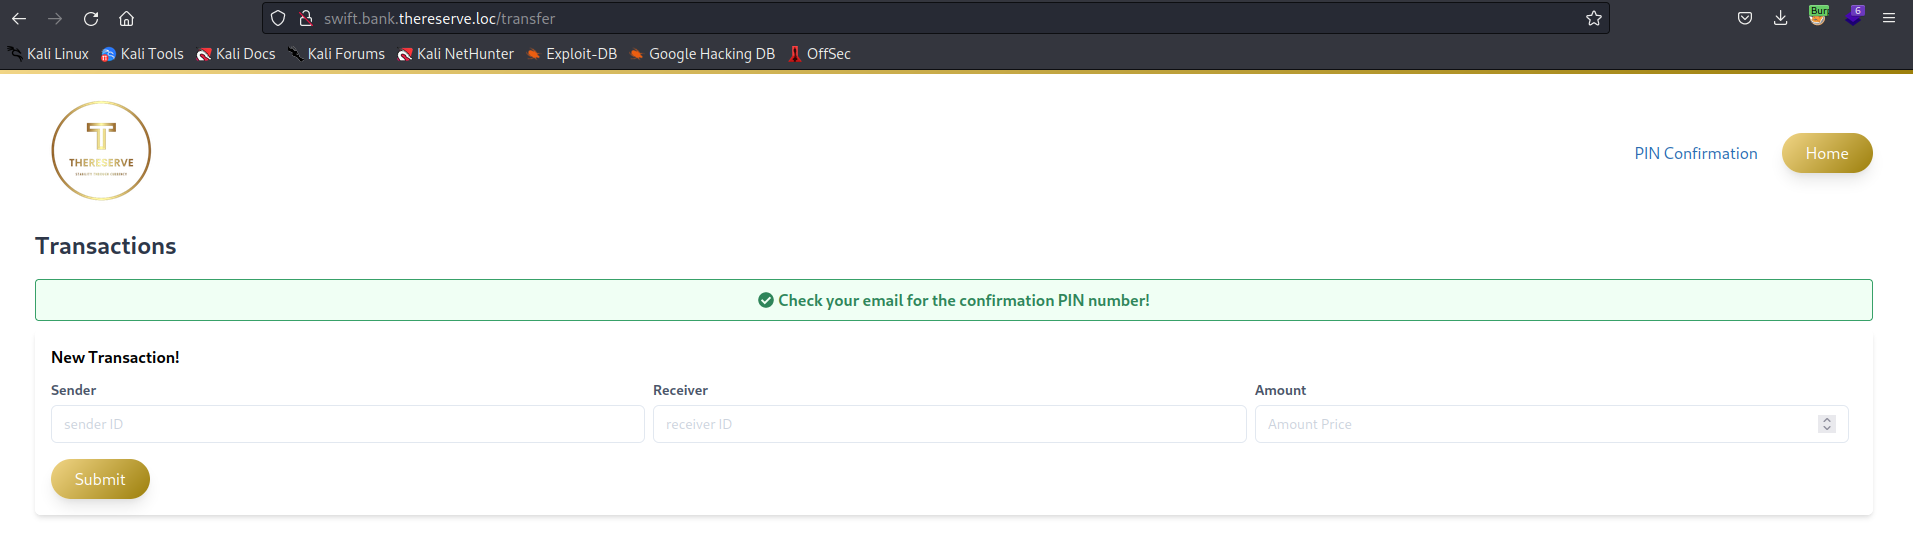 swift.bank.thereserve.loc/transfer
Bur
6
Kali Linux Kali Tools Kali Docs Kali Forums Kali NetHunter Exploit-DB Google Hacking DB OffSec
T
THERESERVE
PIN Confirmation Home
Transactions
Check your email for the confirmation PIN number!
New Transaction!
Sender Receiver Amount
sender ID receiver ID Amount Price
Submit